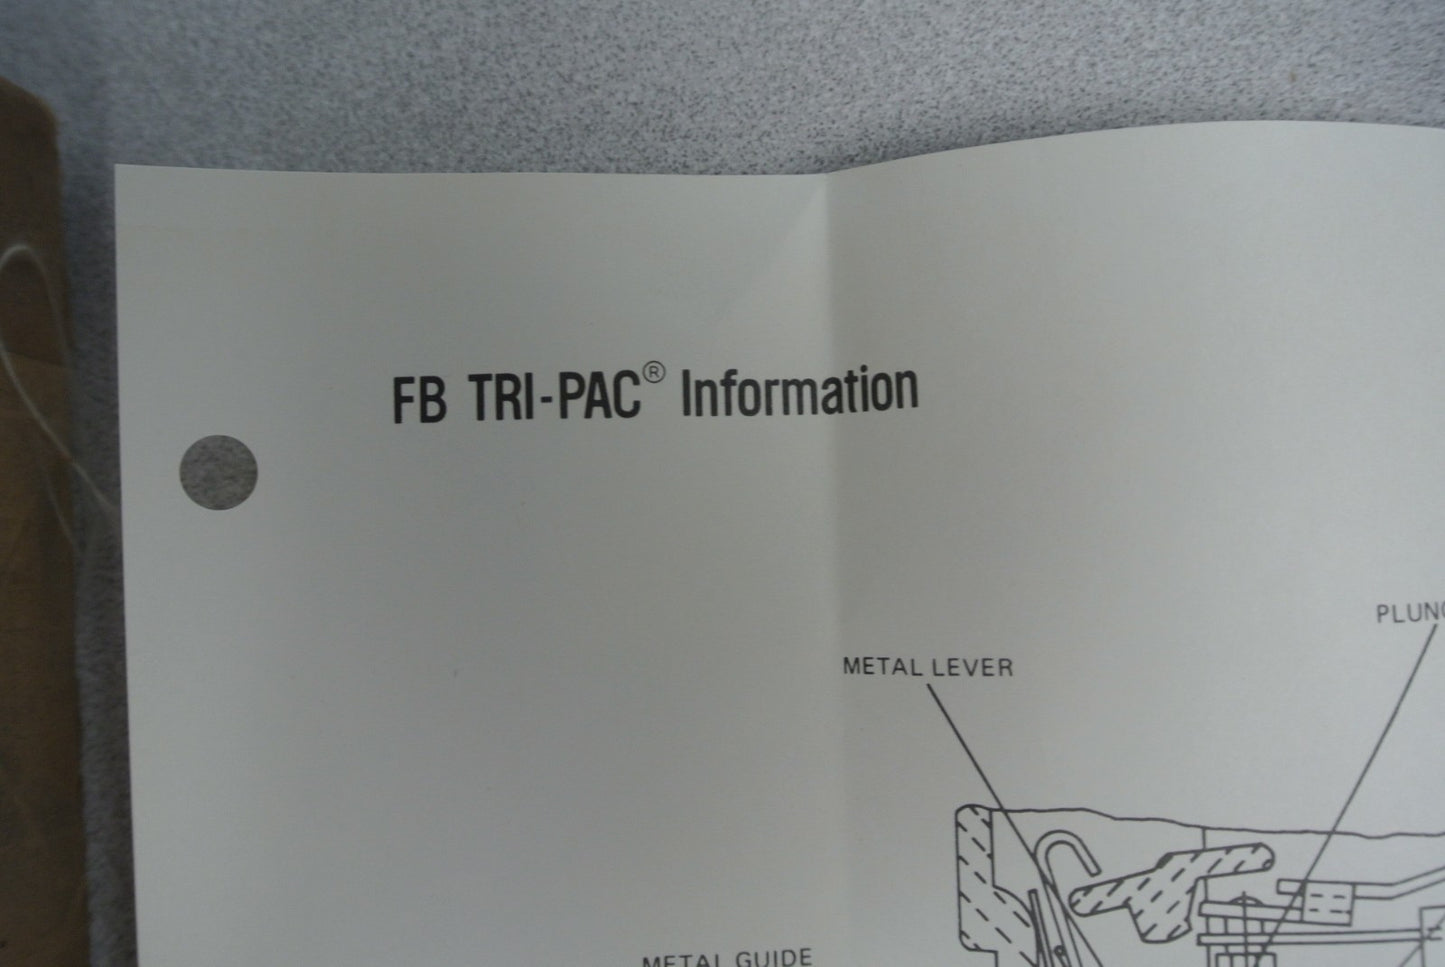 FB TRI-PAC® Information
METAL LEVER
METAL GUIDE